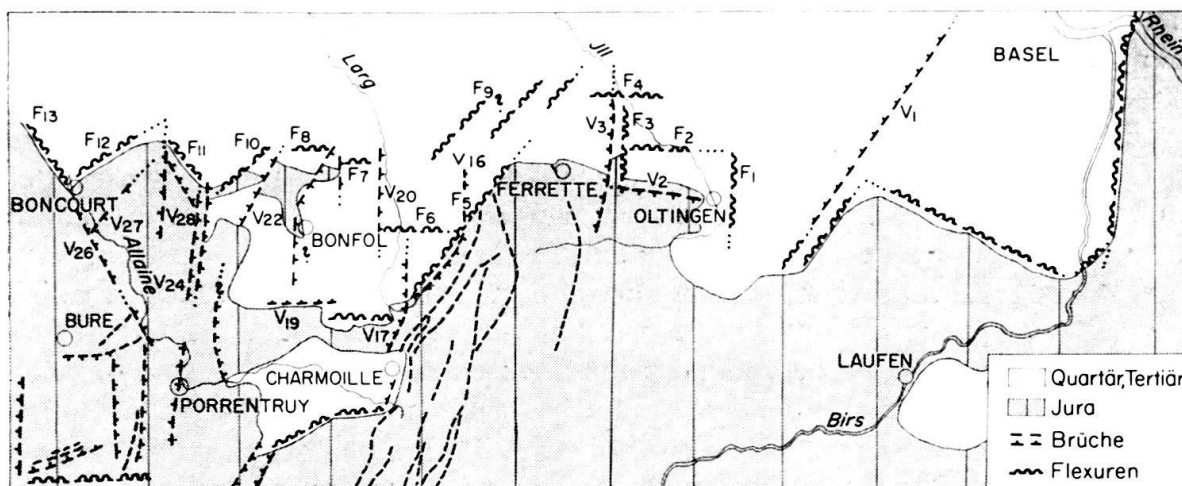 Rhein
BASEL
Larg
Jll
F4
F9
F13
F12
F11
F10
F8
V3
F3
F2
V1
F7
V16
F1
BONCOURT
V27
V28
V22
V20
F5
FERRETTE
V2
OLTINGEN
V26
Allaine
BONFOL
F6
V24
BURE
V19
V17
PORRENTRUY
CHARMOILLE
LAUFEN
Birs
Quartär, Tertiär
Jura
Brüche
Flexuren